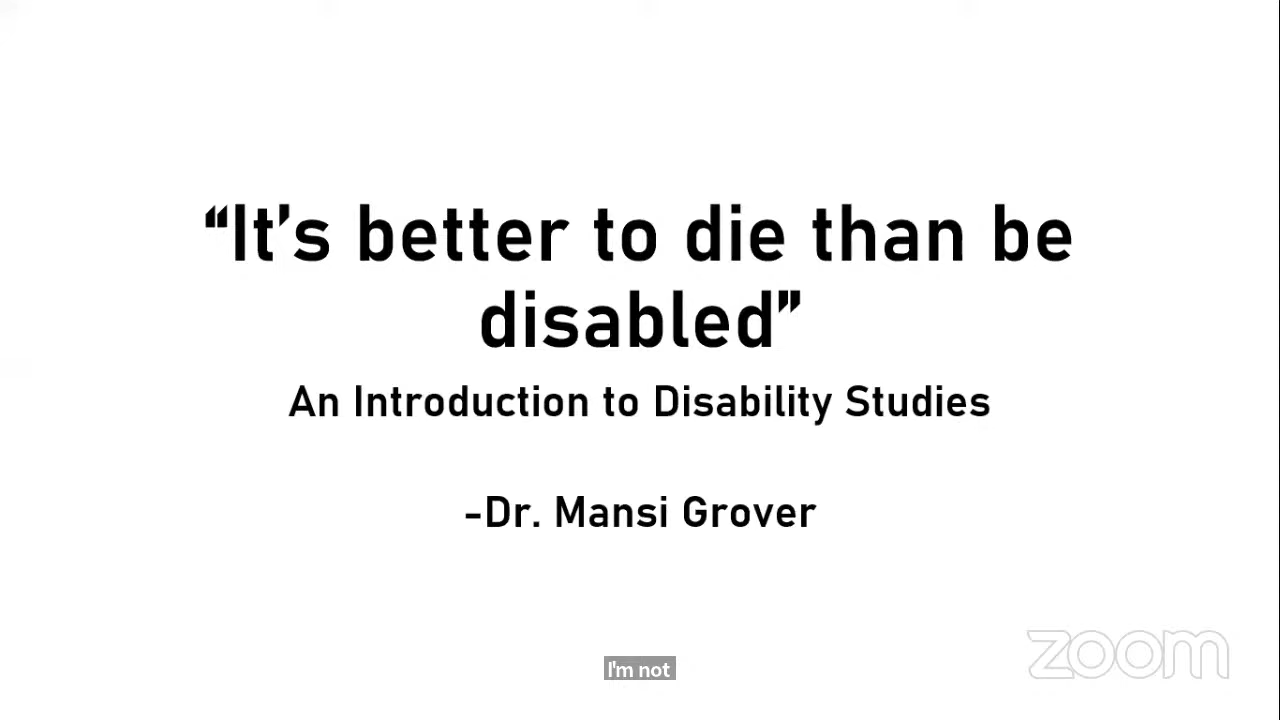 “It’s better to die than be
disabled”
An Introduction to Disability Studies
-Dr. Mansi Grover
zoom
I'm not